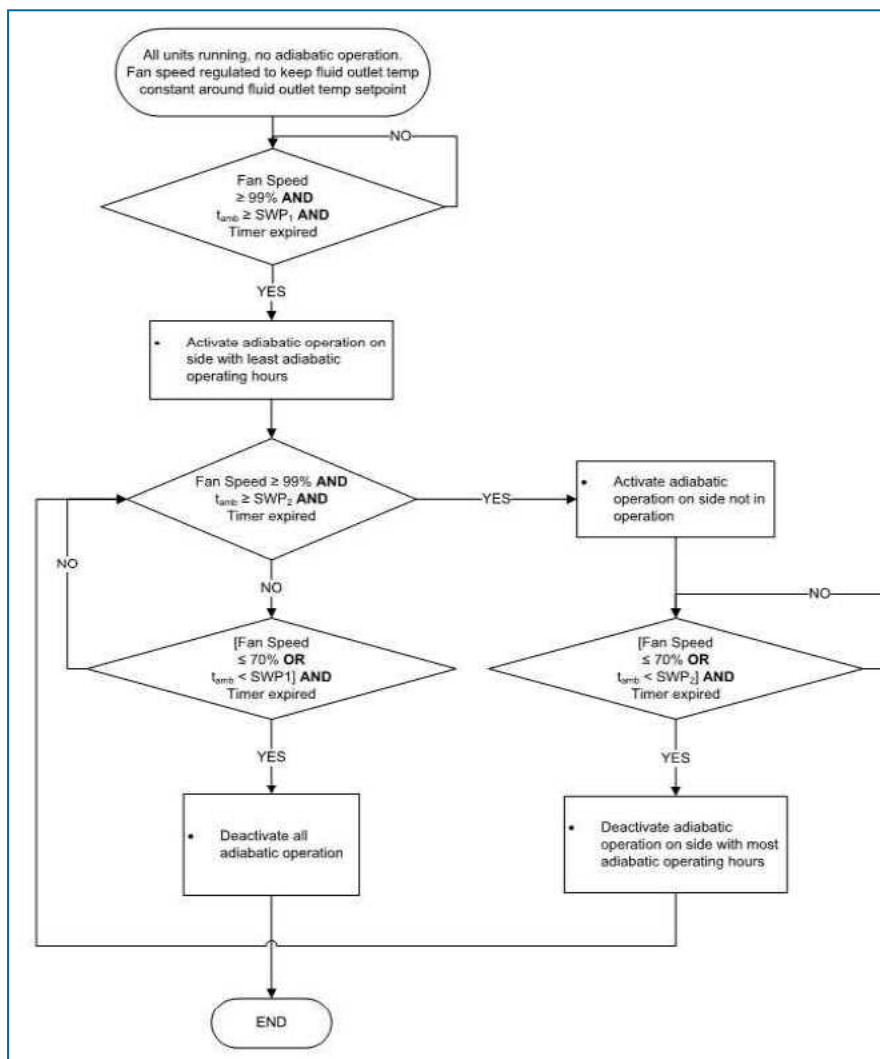 All units running, no adiabatic operation.
Fan speed regulated to keep fluid outlet temp
constant around fluid outlet temp setpoint
NO
Fan Speed
≥ 99% AND
tamb ≥ SWP1 AND
Timer expired
YES
• Activate adiabatic operation on
side with least adiabatic
operating hours
Fan Speed ≥ 99% AND
tamb ≥ SWP2 AND
Timer expired
YES
• Activate adiabatic
operation on side not in
operation
NO
NO
NO
[Fan Speed
≤ 70% OR
tamb < SWP1] AND
Timer expired
[Fan Speed
≤ 70% OR
tamb < SWP2] AND
Timer expired
YES
YES
• Deactivate all
adiabatic operation
• Deactivate adiabatic
operation on side with most
adiabatic operating hours
END